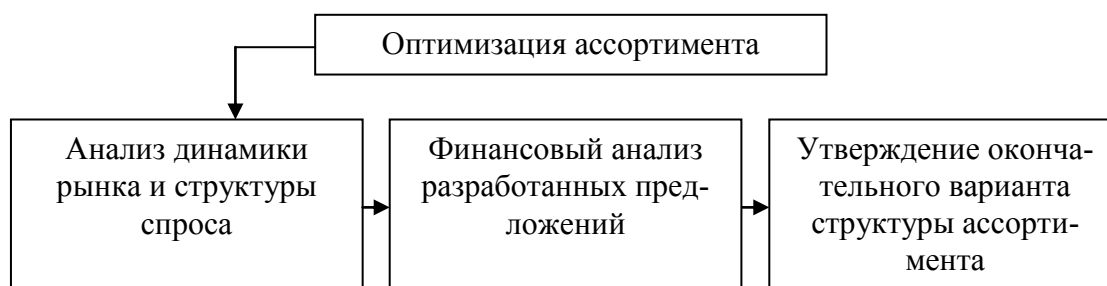 Оптимизация ассортимента
Анализ динамики
рынка и структуры
спроса
Финансовый анализ
разработанных пред-
ложений
Утверждение оконча-
тельного варианта
структуры ассорти-
мента